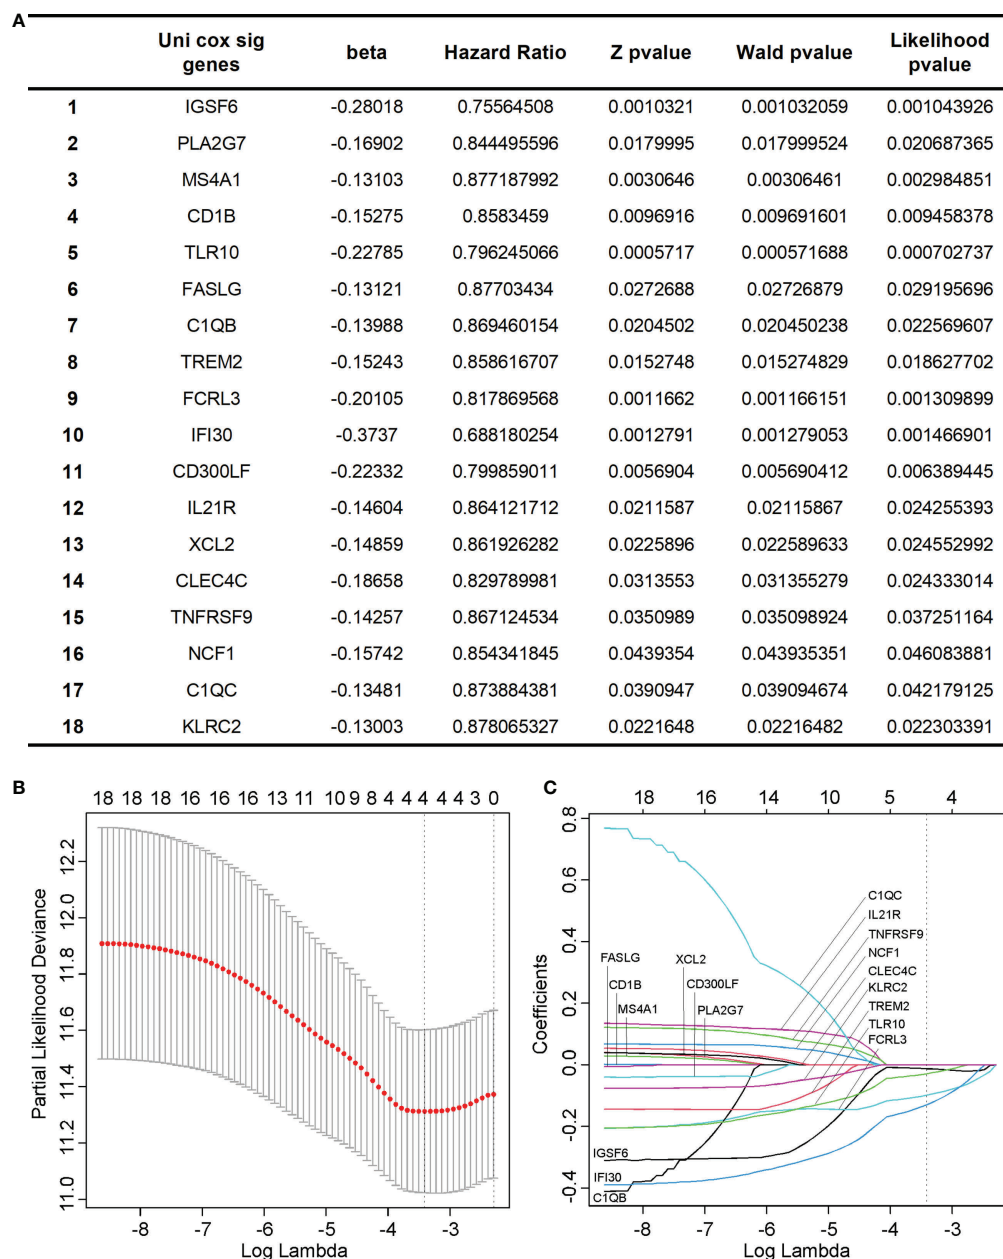 A
Uni cox sig genes beta Hazard Ratio Z pvalue Wald pvalue Likelihood pvalue
1 IGSF6 -0.28018 0.75564508 0.0010321 0.001032059 0.001043926
2 PLA2G7 -0.16902 0.844495596 0.0179995 0.017999524 0.020687365
3 MS4A1 -0.13103 0.877187992 0.0030646 0.00306461 0.002984851
4 CD1B -0.15275 0.8583459 0.0096916 0.009691601 0.009458378
5 TLR10 -0.22785 0.796245066 0.0005717 0.000571688 0.000702737
6 FASLG -0.13121 0.87703434 0.0272688 0.02726879 0.029195696
7 C1QB -0.13988 0.869460154 0.0204502 0.020450238 0.022569607
8 TREM2 -0.15243 0.858616707 0.0152748 0.015274829 0.018627702
9 FCRL3 -0.20105 0.817869568 0.0011662 0.001166151 0.001309899
10 IFI30 -0.3737 0.688180254 0.0012791 0.001279053 0.001466901
11 CD300LF -0.22332 0.799859011 0.0056904 0.005690412 0.006389445
12 IL21R -0.14604 0.864121712 0.0211587 0.02115867 0.024255393
13 XCL2 -0.14859 0.861926282 0.0225896 0.022589633 0.024552992
14 CLEC4C -0.18658 0.829789981 0.0313553 0.031355279 0.024333014
15 TNFRSF9 -0.14257 0.867124534 0.0350989 0.035098924 0.037251164
16 NCF1 -0.15742 0.854341845 0.0439354 0.043935351 0.046083881
17 C1QC -0.13481 0.873884381 0.0390947 0.039094674 0.042179125
18 KLRC2 -0.13003 0.878065327 0.0221648 0.02216482 0.022303391
B
18 18 18 16 16 16 13 11 10 9 8 4 4 4 4 4 3 0
Partial Likelihood Deviance
12.2
12.0
11.8
11.6
11.4
11.2
11.0
-8 -7 -6 -5 -4 -3
Log Lambda
C
18 16 14 10 5 4
Coefficients
0.8
0.6
0.4
0.2
0.0
-0.2
-0.4
C1QC
IL21R
TNFRSF9
NCF1
CLEC4C
KLRC2
TREM2
TLR10
FCRL3
FASLG
CD1B
MS4A1
XCL2
CD300LF
PLA2G7
IGSF6
IFI30
C1QB
-8 -7 -6 -5 -4 -3
Log Lambda